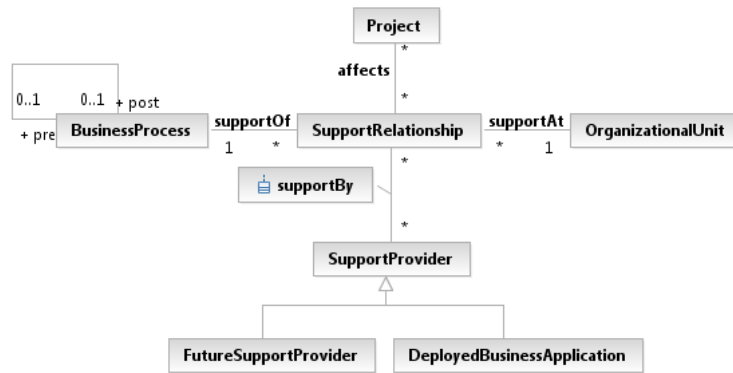 Project
*
affects
*
0..1 0..1 + post
+ pre
BusinessProcess
supportOf
1 *
SupportRelationship
supportAt
* 1
OrganizationalUnit
*
supportBy
*
SupportProvider
FutureSupportProvider
DeployedBusinessApplication